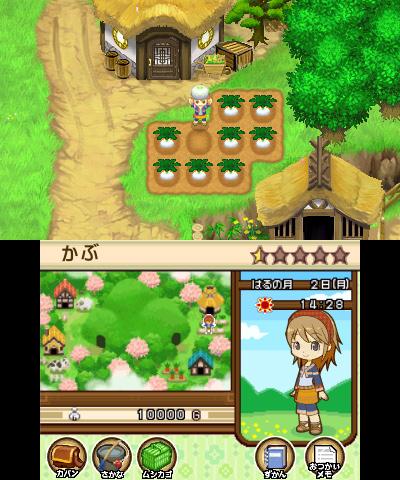 かぶ
はるの月 2日(月)
14:28
10000 G
カバン
さかな
ムシカゴ
ずかん
おつかい
メモ